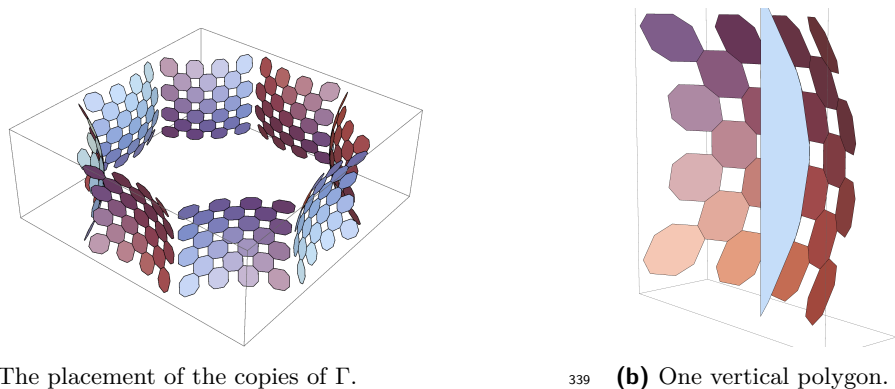 The placement of the copies of Γ.
339 (b) One vertical polygon.